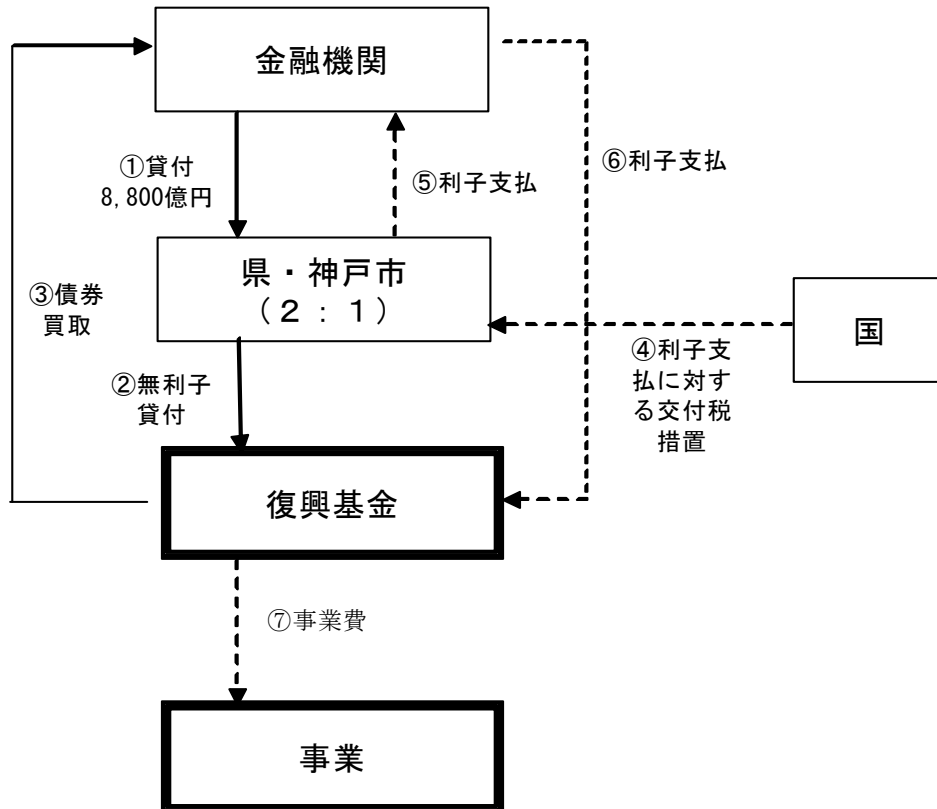 金融機関
①貸付
8,800億円
⑤利子支払
⑥利子支払
県・神戸市
（２：１）
③債券
買取
国
④利子支
払に対す
る交付税
措置
②無利子
貸付
復興基金
⑦事業費
事業